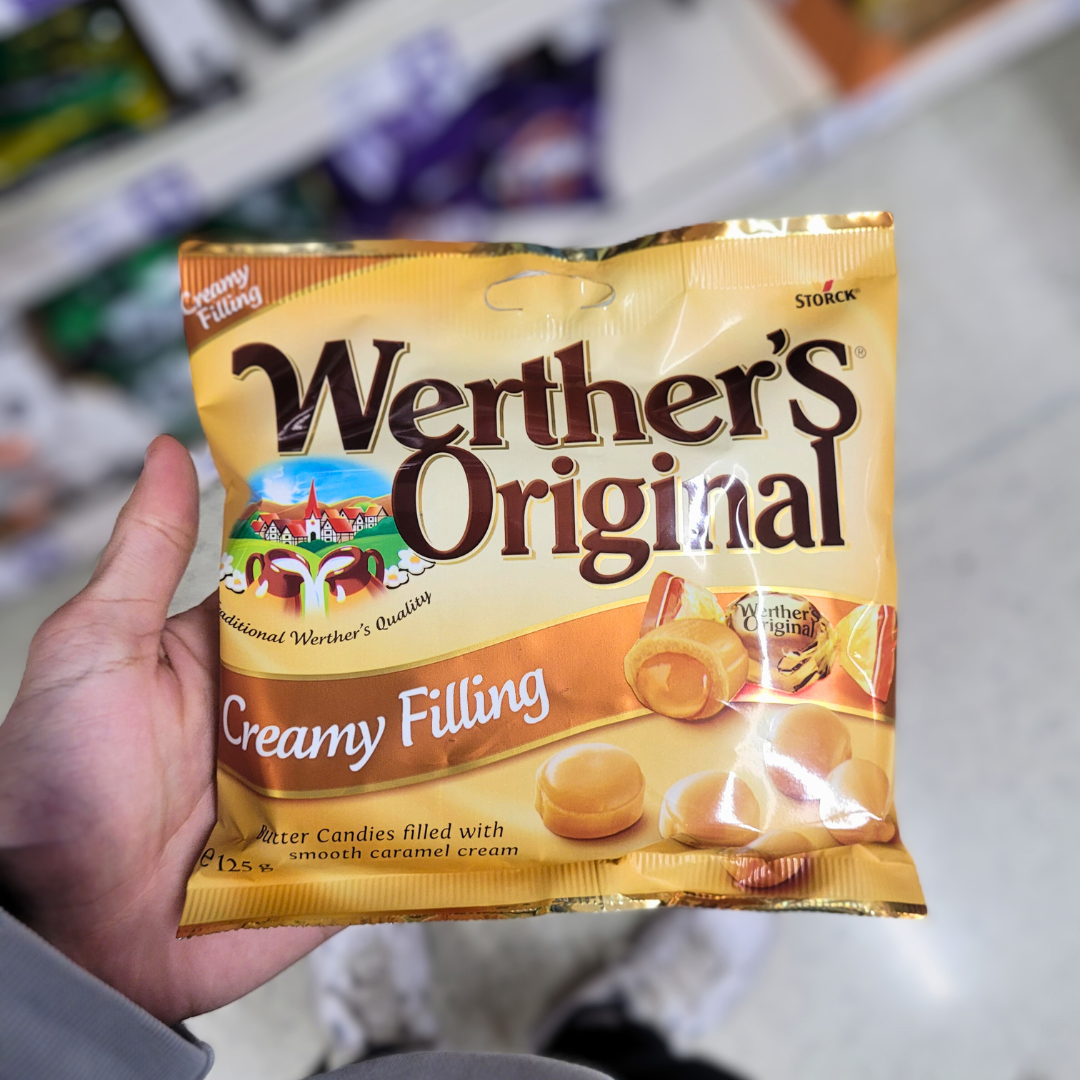 Creamy
Filling
STORCK®
Werther's®
Original
Traditional Werther's Quality
Werther's
Original
Creamy Filling
Butter Candies filled with
smooth caramel cream
e 125 g